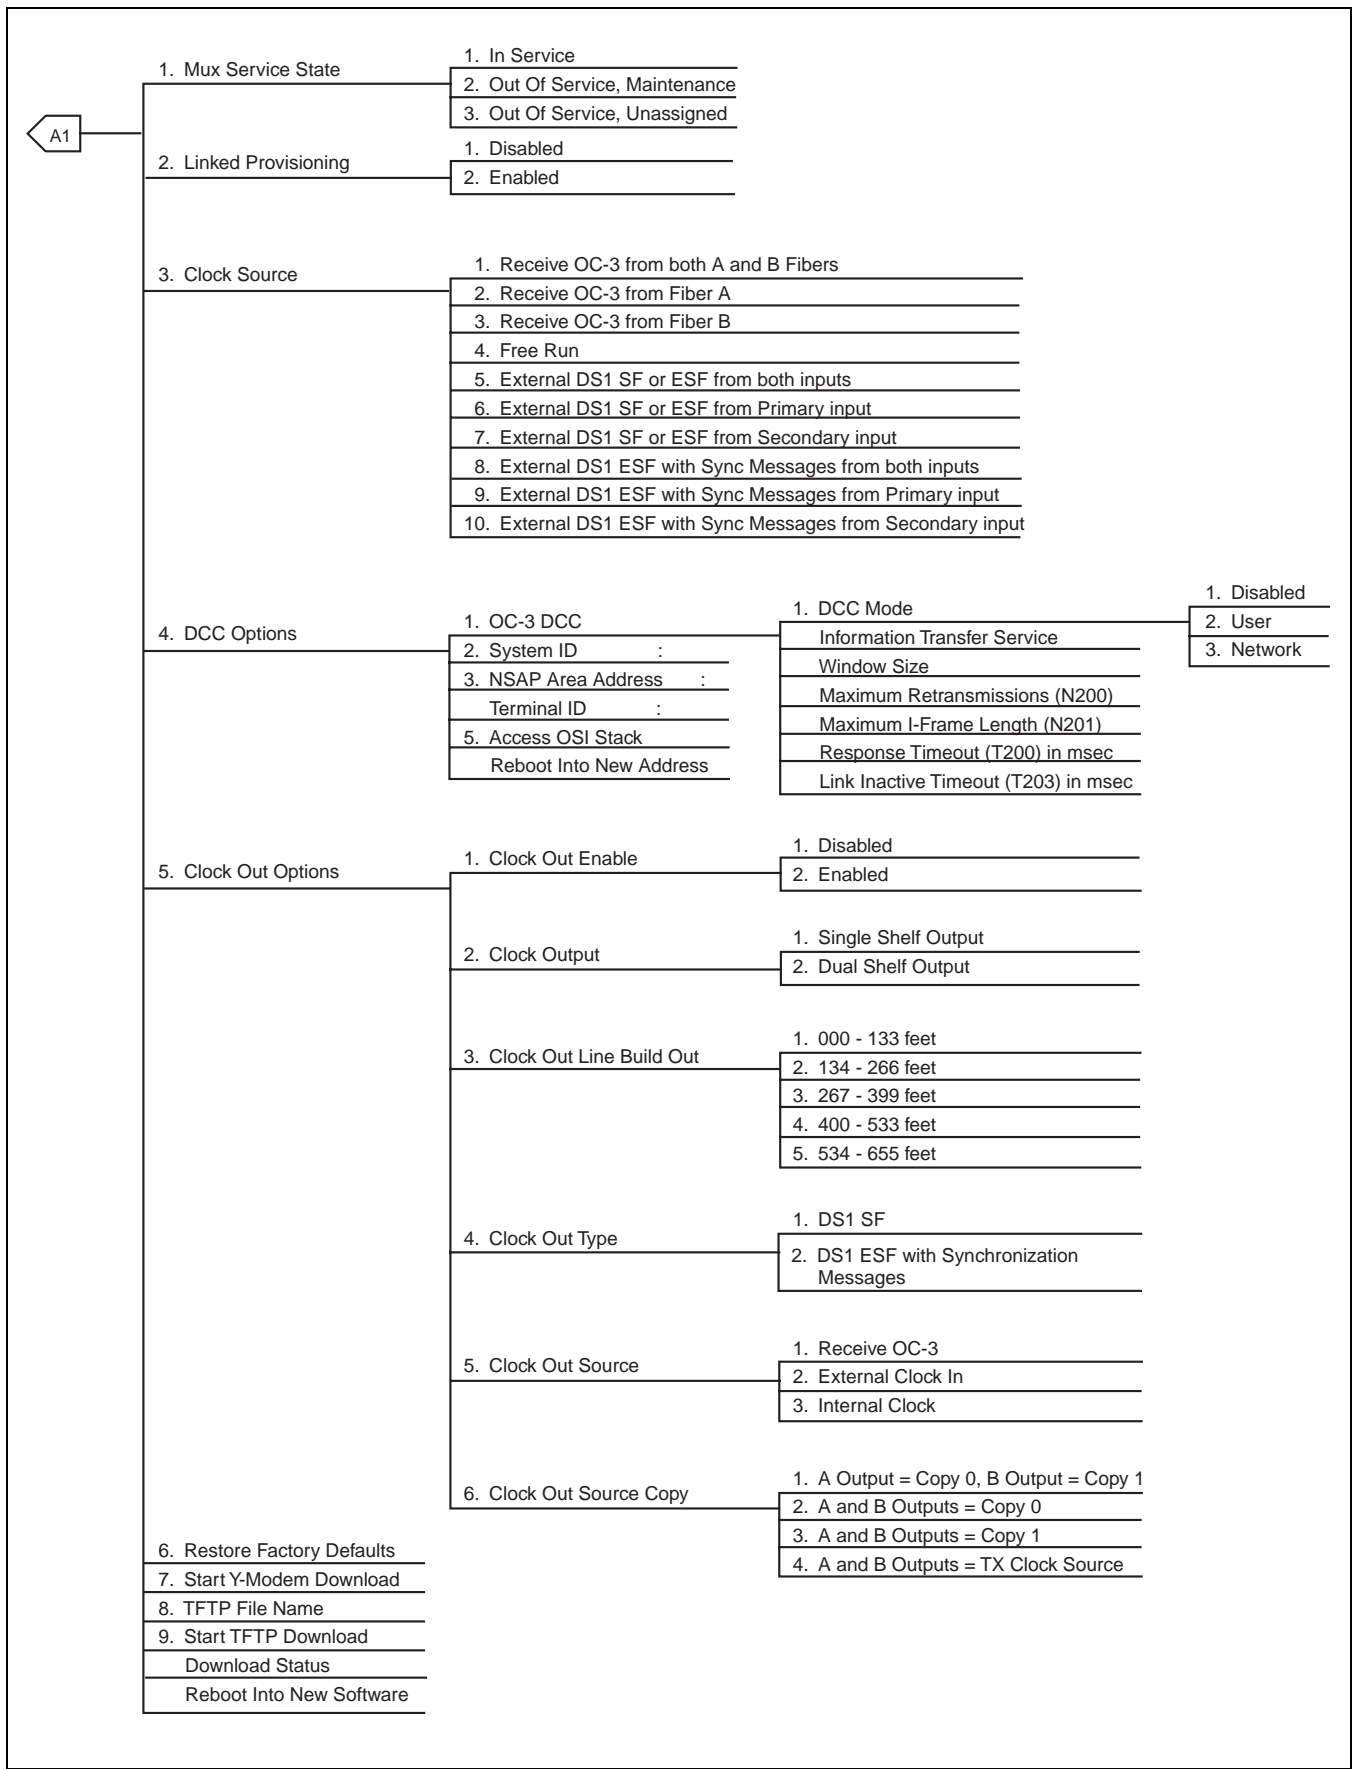 A1
1. Mux Service State
1. In Service
2. Out Of Service, Maintenance
3. Out Of Service, Unassigned
2. Linked Provisioning
1. Disabled
2. Enabled
3. Clock Source
1. Receive OC-3 from both A and B Fibers
2. Receive OC-3 from Fiber A
3. Receive OC-3 from Fiber B
4. Free Run
5. External DS1 SF or ESF from both inputs
6. External DS1 SF or ESF from Primary input
7. External DS1 SF or ESF from Secondary input
8. External DS1 ESF with Sync Messages from both inputs
9. External DS1 ESF with Sync Messages from Primary input
10. External DS1 ESF with Sync Messages from Secondary input
4. DCC Options
1. OC-3 DCC
2. System ID :
3. NSAP Area Address :
Terminal ID :
5. Access OSI Stack
Reboot Into New Address
1. DCC Mode
Information Transfer Service
Window Size
Maximum Retransmissions (N200)
Maximum I-Frame Length (N201)
Response Timeout (T200) in msec
Link Inactive Timeout (T203) in msec
1. Disabled
2. User
3. Network
5. Clock Out Options
1. Clock Out Enable
1. Disabled
2. Enabled
2. Clock Output
1. Single Shelf Output
2. Dual Shelf Output
3. Clock Out Line Build Out
1. 000 - 133 feet
2. 134 - 266 feet
3. 267 - 399 feet
4. 400 - 533 feet
5. 534 - 655 feet
4. Clock Out Type
1. DS1 SF
2. DS1 ESF with Synchronization
Messages
5. Clock Out Source
1. Receive OC-3
2. External Clock In
3. Internal Clock
6. Clock Out Source Copy
1. A Output = Copy 0, B Output = Copy 1
2. A and B Outputs = Copy 0
3. A and B Outputs = Copy 1
4. A and B Outputs = TX Clock Source
6. Restore Factory Defaults
7. Start Y-Modem Download
8. TFTP File Name
9. Start TFTP Download
Download Status
Reboot Into New Software